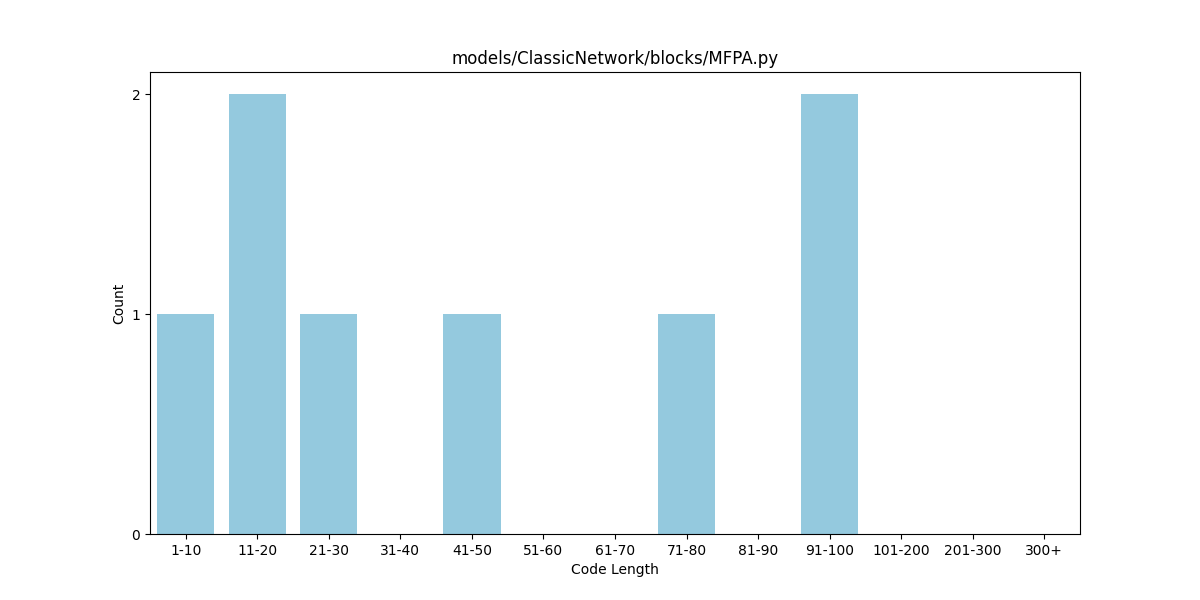 models/ClassicNetwork/blocks/MFPA.py
2
1
0
Count
1-10 11-20 21-30 31-40 41-50 51-60 61-70 71-80 81-90 91-100 101-200 201-300 300+
Code Length